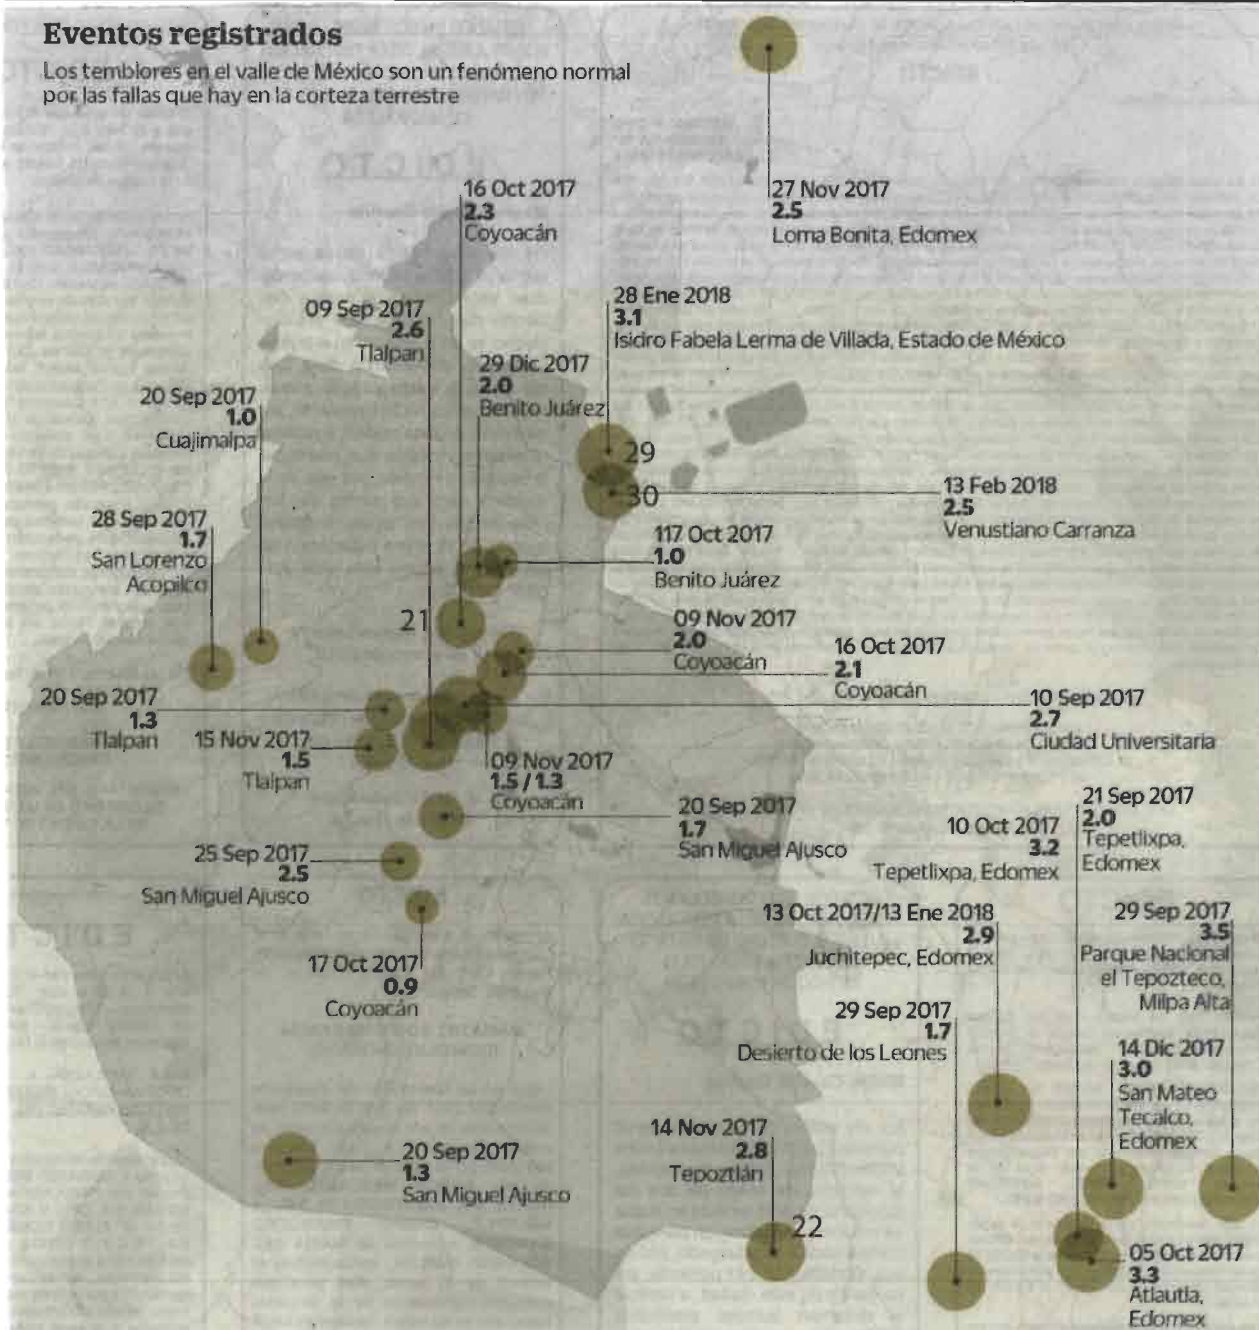 Eventos registrados
Los temblores en el valle de México son un fenómeno normal
por las fallas que hay en la corteza terrestre
27 Nov 2017
2.5
Loma Bonita, Edomex
16 Oct 2017
2.3
Coyoacán
09 Sep 2017
2.6
Tlalpan
28 Ene 2018
3.1
Isidro Fabela Lerma de Villada, Estado de México
29 Dic 2017
2.0
Benito Juárez
20 Sep 2017
1.0
Cuajimalpa
29
30
13 Feb 2018
2.5
Venustiano Carranza
28 Sep 2017
1.7
San Lorenzo
Acopilco
117 Oct 2017
1.0
Benito Juárez
21
09 Nov 2017
2.0
Coyoacán
16 Oct 2017
2.1
Coyoacán
20 Sep 2017
1.3
Tlalpan
10 Sep 2017
2.7
Ciudad Universitaria
15 Nov 2017
1.5
Tlalpan
09 Nov 2017
1.5 / 1.3
Coyoacán
20 Sep 2017
1.7
San Miguel Ajusco
10 Oct 2017
3.2
Tepetlixpa, Edomex
21 Sep 2017
2.0
Tepetlixpa,
Edomex
25 Sep 2017
2.5
San Miguel Ajusco
13 Oct 2017/13 Ene 2018
2.9
Juchitepec, Edomex
29 Sep 2017
3.5
Parque Nacional
el Tepozteco,
Milpa Alta
17 Oct 2017
0.9
Coyoacán
29 Sep 2017
1.7
Desierto de los Leones
14 Dic 2017
3.0
San Mateo
Tecalco,
Edomex
20 Sep 2017
1.3
San Miguel Ajusco
14 Nov 2017
2.8
Tepoztlán
22
05 Oct 2017
3.3
Atlautla,
Edomex